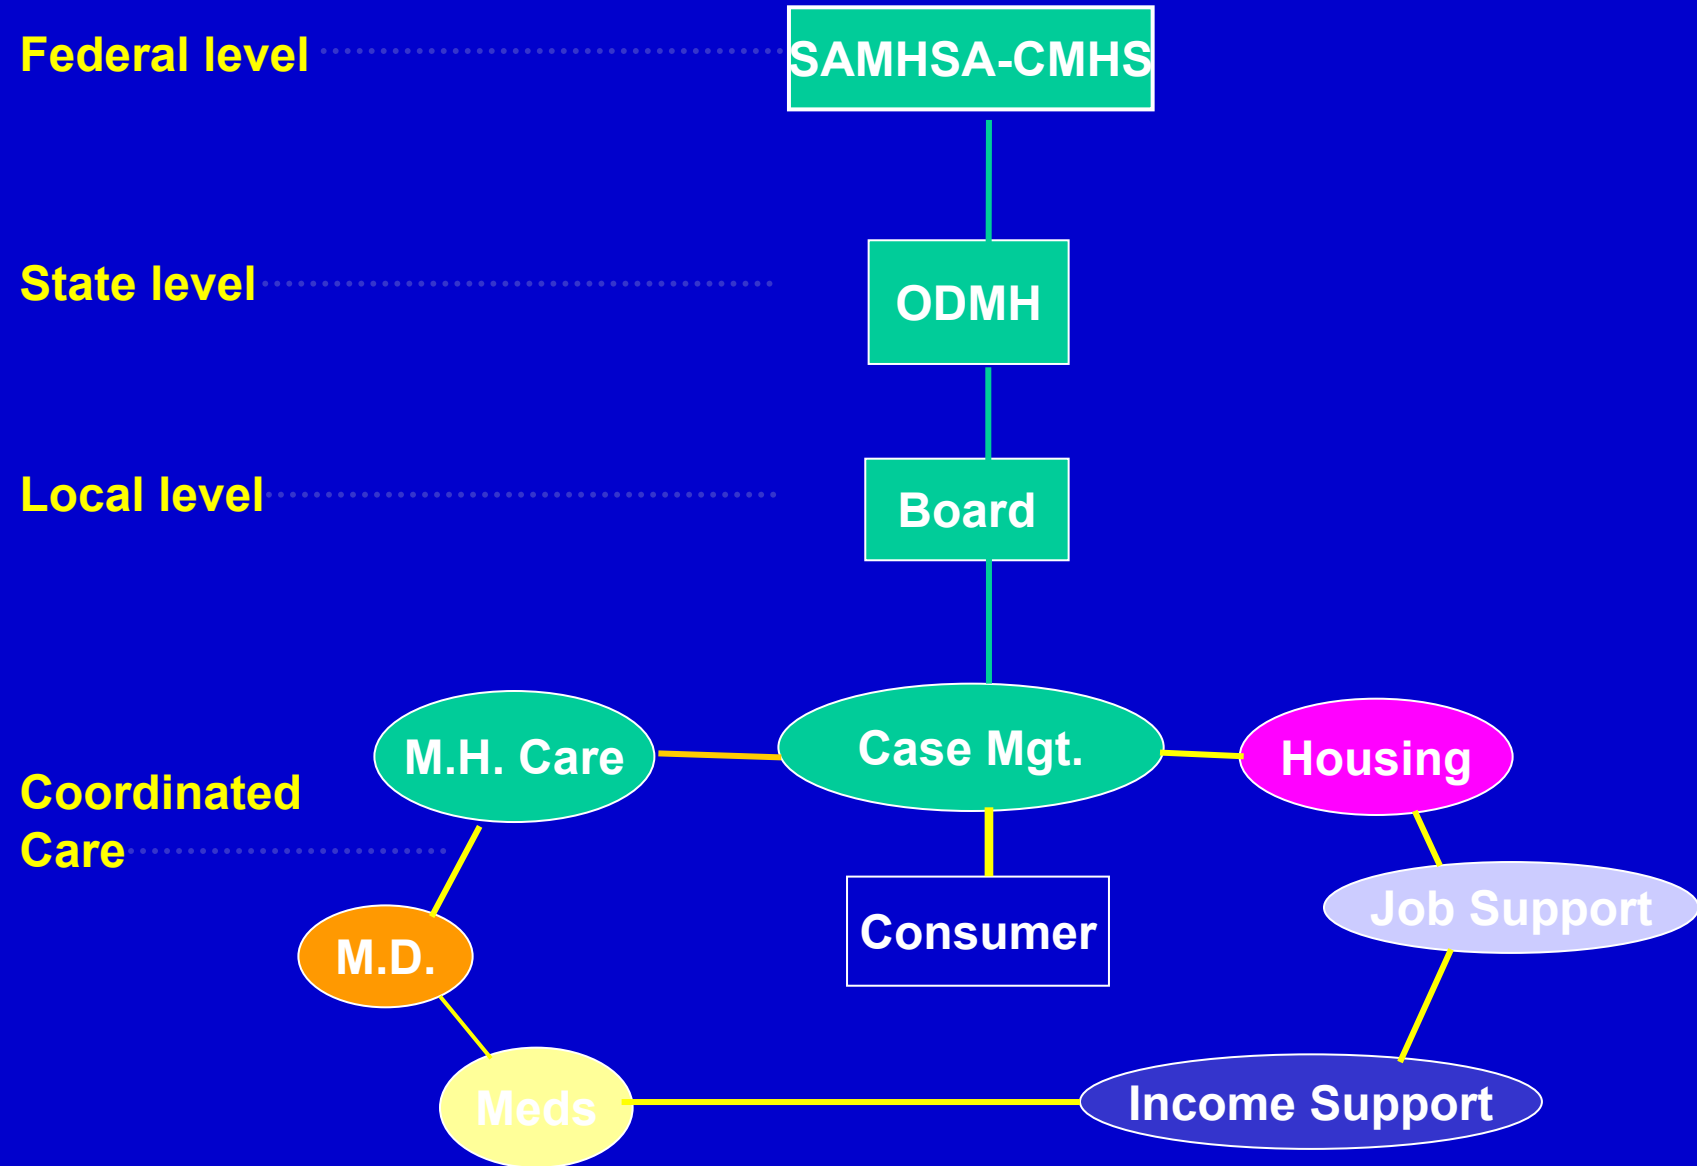 Federal level
SAMHSA-CMHS
State level
ODMH
Local level
Board
M.H. Care
Case Mgt.
Housing
Coordinated
Care
Job Support
Consumer
M.D.
Meds
Income Support